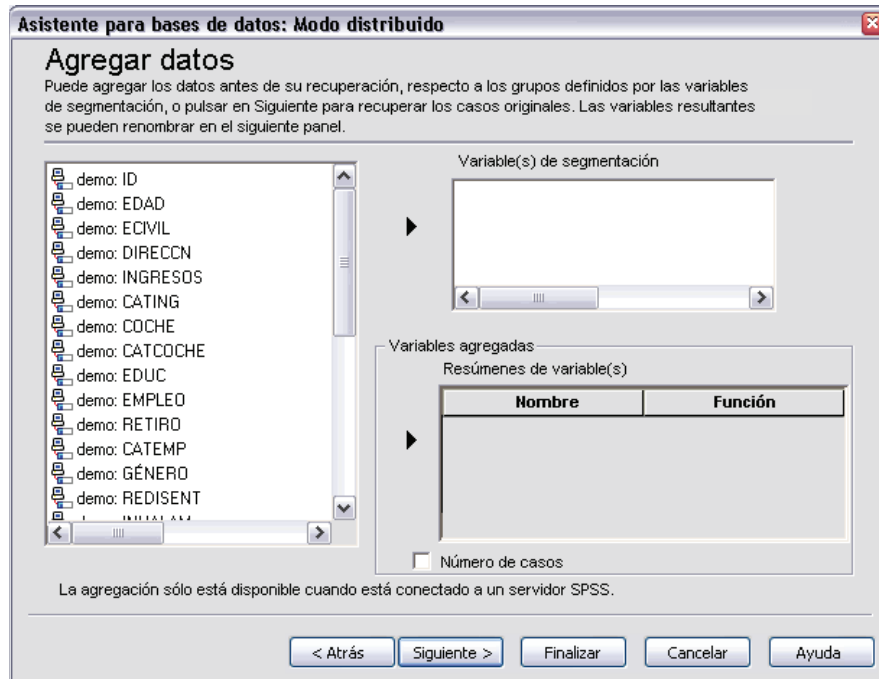 Asistente para bases de datos: Modo distribuido
Agregar datos
Puede agregar los datos antes de su recuperación, respecto a los grupos definidos por las variables
de segmentación, o pulsar en Siguiente para recuperar los casos originales. Las variables resultantes
se pueden renombrar en el siguiente panel.
demo: ID
demo: EDAD
demo: ECIVIL
demo: DIRECCN
demo: INGRESOS
demo: CATING
demo: COCHE
demo: CATCOCHE
demo: EDUC
demo: EMPLEO
demo: RETIRO
demo: CATEMP
demo: GÉNERO
demo: REDISENT
Variable(s) de segmentación
Variables agregadas
Resúmenes de variable(s)
Nombre Función
Número de casos
La agregación sólo está disponible cuando está conectado a un servidor SPSS.
< Atrás Siguiente > Finalizar Cancelar Ayuda